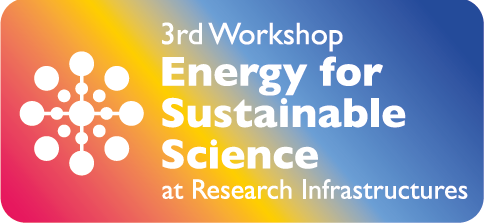 3rd Workshop
Energy for
Sustainable
Science
at Research Infrastructures